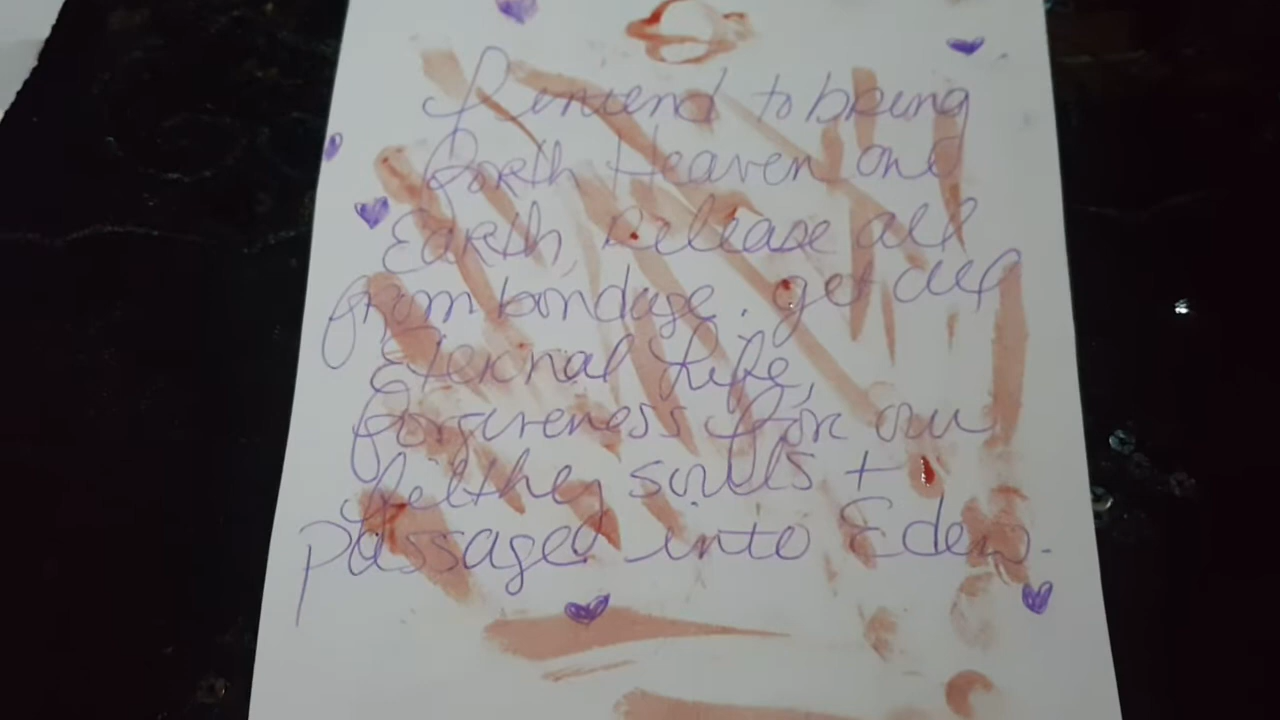 I intend to bring
forth Heaven on
Earth, Release all
from bondage. get all
Eternal Life,
forgiveness for our
filthy souls +
passage into Eden.